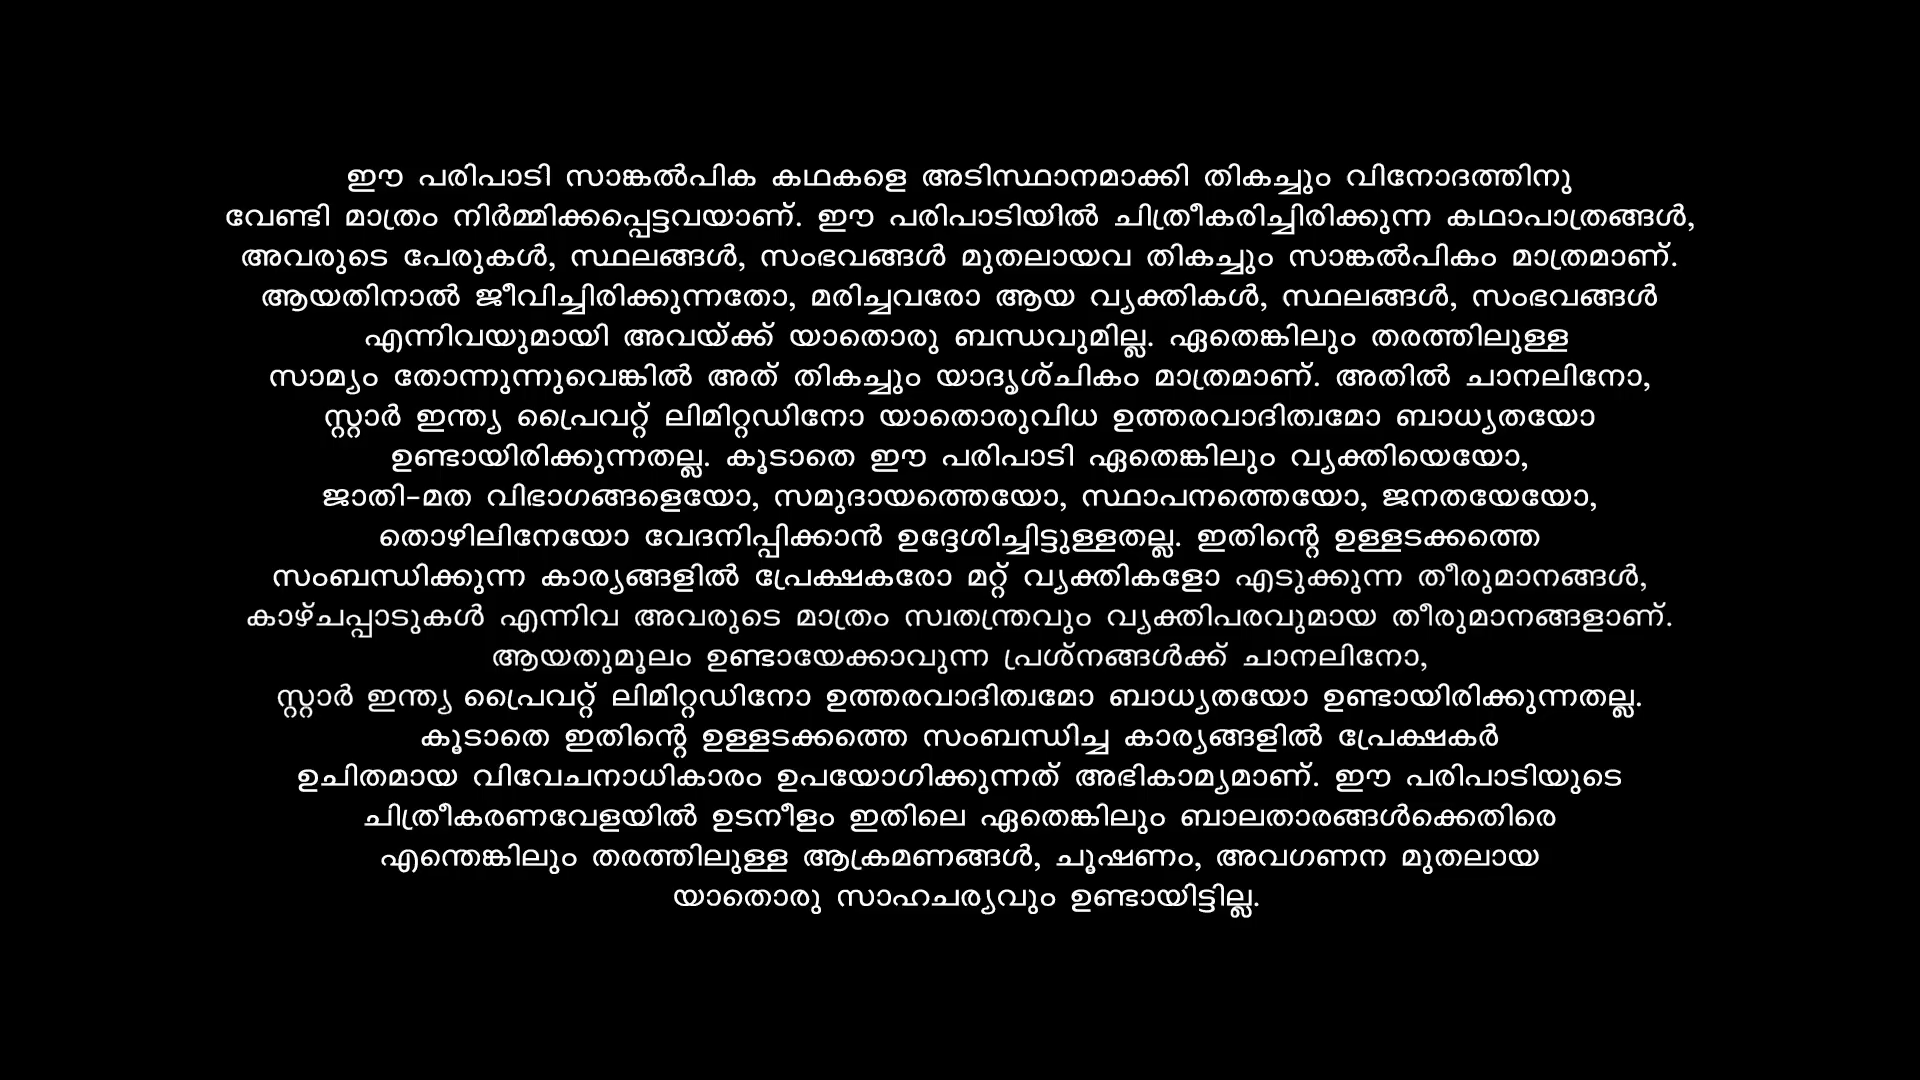 ഈ പരിപാടി സാങ്കൽപിക കഥകളെ അടിസ്ഥാനമാക്കി തികച്ചും വിനോദത്തിനു
വേണ്ടി മാത്രം നിർമ്മിക്കപ്പെട്ടവയാണ്. ഈ പരിപാടിയിൽ ചിത്രീകരിച്ചിരിക്കുന്ന കഥാപാത്രങ്ങൾ,
അവരുടെ പേരുകൾ, സ്ഥലങ്ങൾ, സംഭവങ്ങൾ മുതലായവ തികച്ചും സാങ്കൽപികം മാത്രമാണ്.
ആയതിനാൽ ജീവിച്ചിരിക്കുന്നതോ, മരിച്ചവരോ ആയ വ്യക്തികൾ, സ്ഥലങ്ങൾ, സംഭവങ്ങൾ
എന്നിവയുമായി അവയ്ക്ക് യാതൊരു ബന്ധവുമില്ല. ഏതെങ്കിലും തരത്തിലുള്ള
സാമ്യം തോന്നുന്നുവെങ്കിൽ അത് തികച്ചും യാദൃശ്ചികം മാത്രമാണ്. അതിൽ ചാനലിനോ,
സ്റ്റാർ ഇന്ത്യ പ്രൈവറ്റ് ലിമിറ്റഡിനോ യാതൊരുവിധ ഉത്തരവാദിത്വമോ ബാധ്യതയോ
ഉണ്ടായിരിക്കുന്നതല്ല. കൂടാതെ ഈ പരിപാടി ഏതെങ്കിലും വ്യക്തിയെയോ,
ജാതി-മത വിഭാഗങ്ങളെയോ, സമുദായത്തെയോ, സ്ഥാപനത്തെയോ, ജനതയേയോ,
തൊഴിലിനേയോ വേദനിപ്പിക്കാൻ ഉദ്ദേശിച്ചിട്ടുള്ളതല്ല. ഇതിന്റെ ഉള്ളടക്കത്തെ
സംബന്ധിക്കുന്ന കാര്യങ്ങളിൽ പ്രേക്ഷകരോ മറ്റ് വ്യക്തികളോ എടുക്കുന്ന തീരുമാനങ്ങൾ,
കാഴ്ചപ്പാടുകൾ എന്നിവ അവരുടെ മാത്രം സ്വതന്ത്രവും വ്യക്തിപരവുമായ തീരുമാനങ്ങളാണ്.
ആയതുമൂലം ഉണ്ടായേക്കാവുന്ന പ്രശ്നങ്ങൾക്ക് ചാനലിനോ,
സ്റ്റാർ ഇന്ത്യ പ്രൈവറ്റ് ലിമിറ്റഡിനോ ഉത്തരവാദിത്വമോ ബാധ്യതയോ ഉണ്ടായിരിക്കുന്നതല്ല.
കൂടാതെ ഇതിന്റെ ഉള്ളടക്കത്തെ സംബന്ധിച്ച കാര്യങ്ങളിൽ പ്രേക്ഷകർ
ഉചിതമായ വിവേചനാധികാരം ഉപയോഗിക്കുന്നത് അഭികാമ്യമാണ്. ഈ പരിപാടിയുടെ
ചിത്രീകരണവേളയിൽ ഉടനീളം ഇതിലെ ഏതെങ്കിലും ബാലതാരങ്ങൾക്കെതിരെ
എന്തെങ്കിലും തരത്തിലുള്ള ആക്രമണങ്ങൾ, ചൂഷണം, അവഗണന മുതലായ
യാതൊരു സാഹചര്യവും ഉണ്ടായിട്ടില്ല.